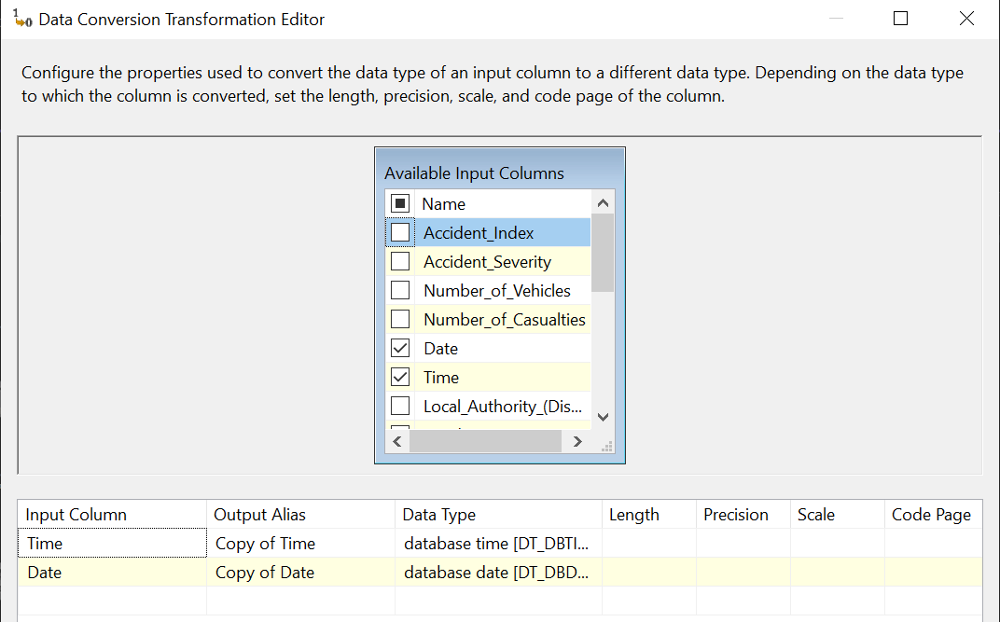 Data Conversion Transformation Editor
Configure the properties used to convert the data type of an input column to a different data type. Depending on the data type
to which the column is converted, set the length, precision, scale, and code page of the column.
Available Input Columns
Name
Accident_Index
Accident_Severity
Number_of_Vehicles
Number_of_Casualties
Date
Time
Local_Authority_(Dis...
Input Column Output Alias Data Type Length Precision Scale Code Page
Time Copy of Time database time [DT_DBTI...
Date Copy of Date database date [DT_DBD...